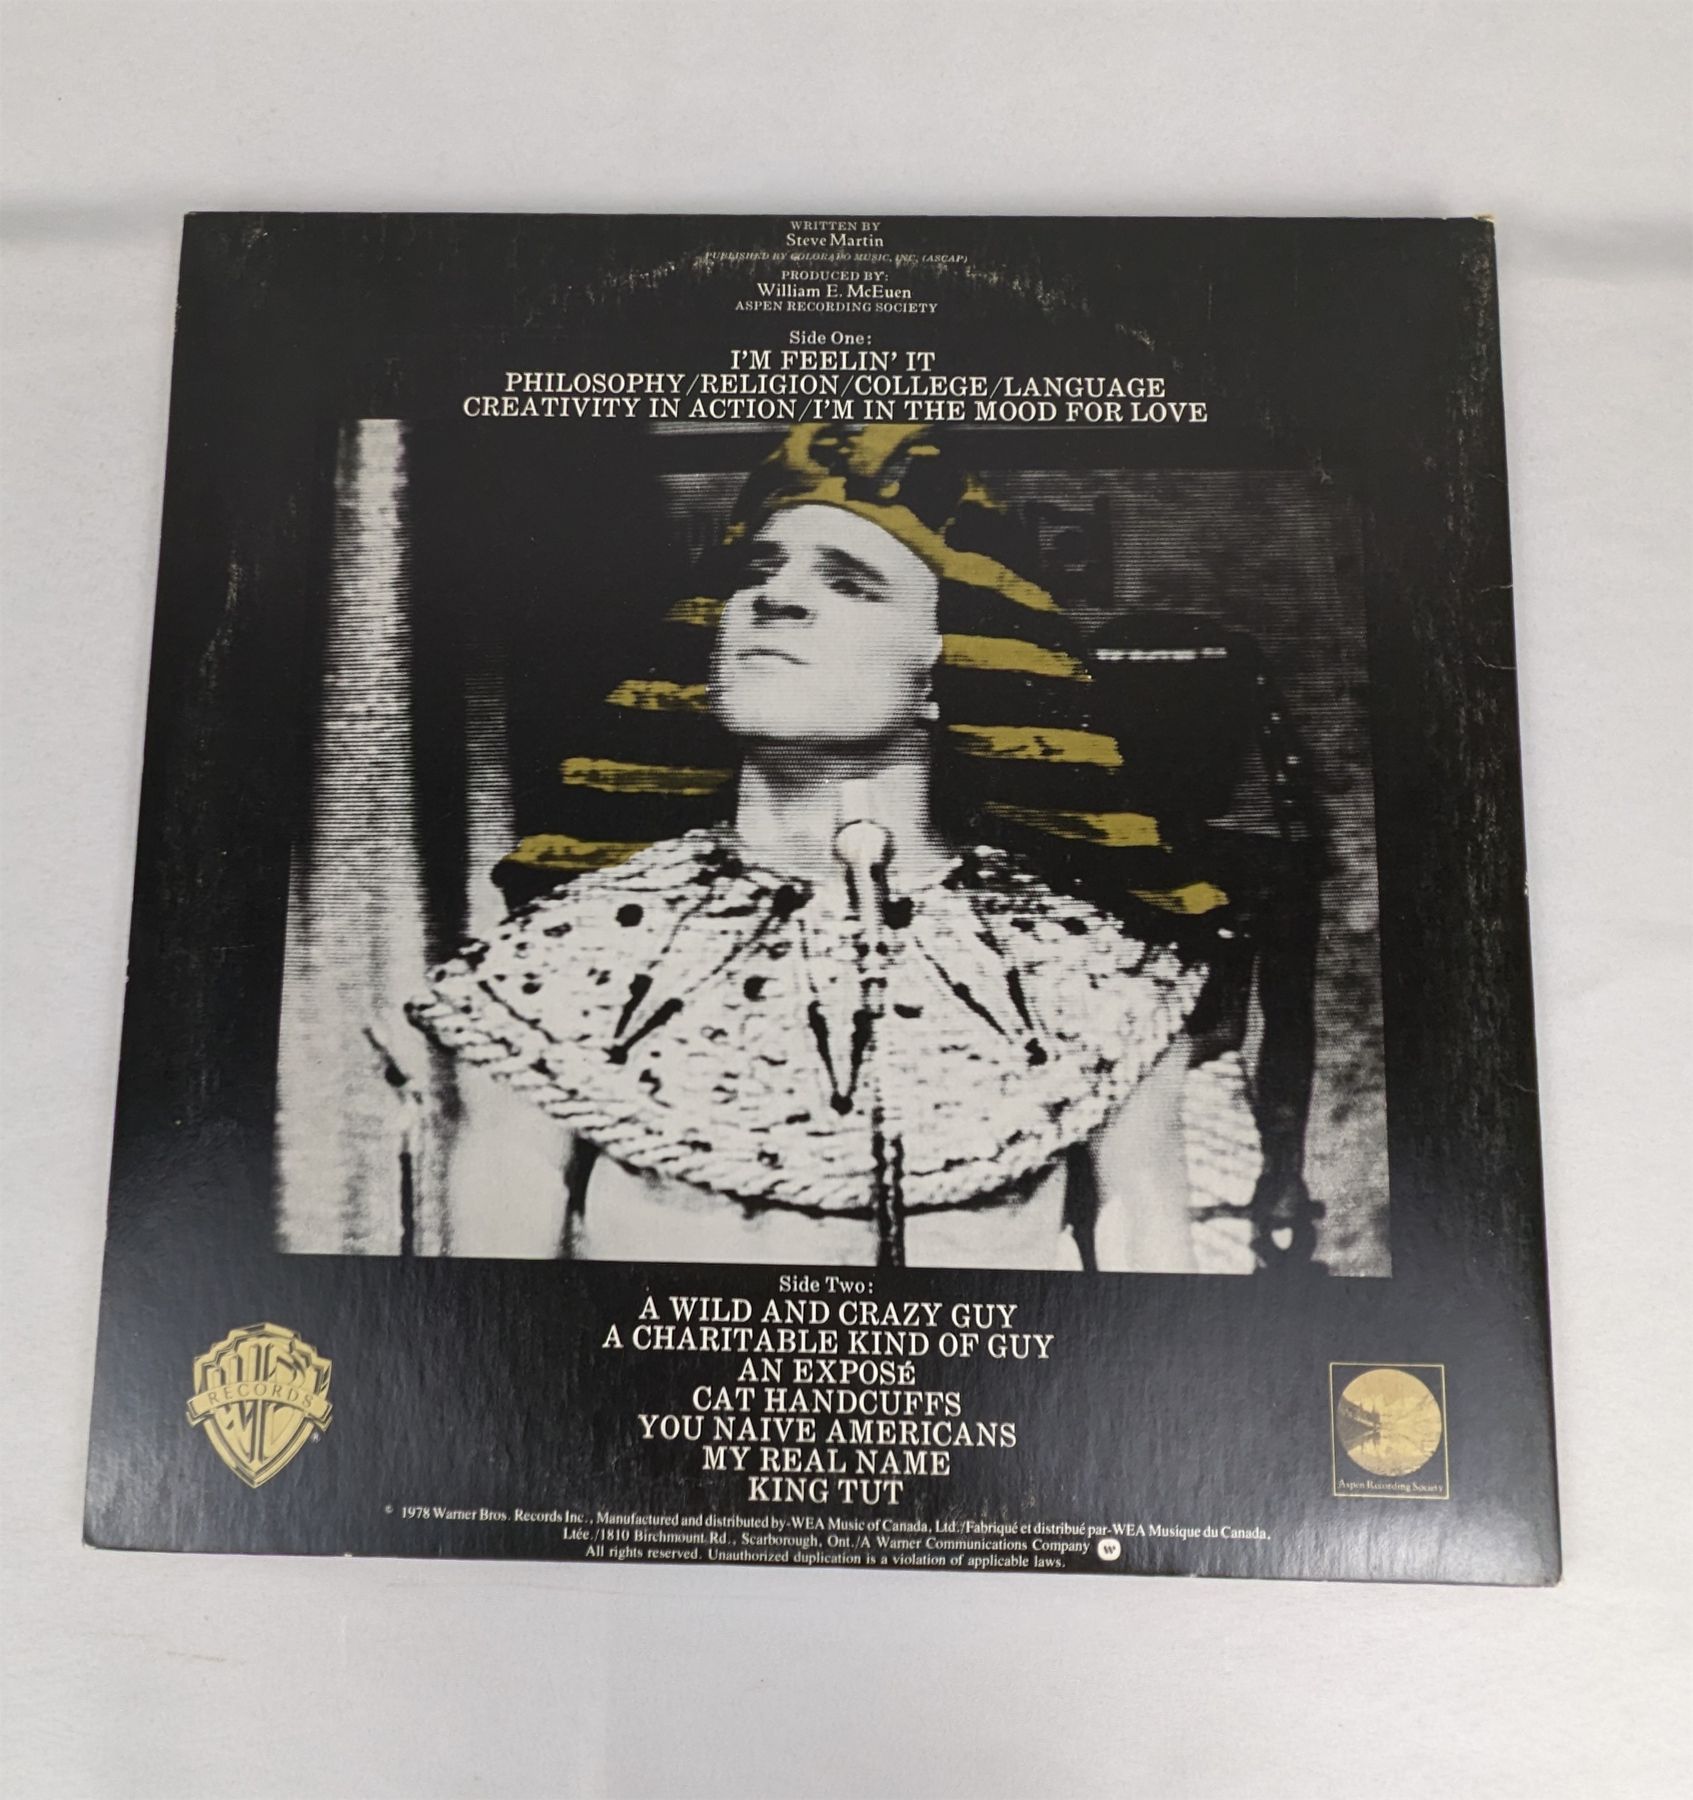 WRITTEN BY
Steve Martin
PUBLISHED BY COLORADO MUSIC, INC. (ASCAP)
PRODUCED BY:
William E. McEuen
ASPEN RECORDING SOCIETY
Side One:
I'M FEELIN' IT
PHILOSOPHY/RELIGION/COLLEGE/LANGUAGE
CREATIVITY IN ACTION/I'M IN THE MOOD FOR LOVE
Side Two:
A WILD AND CRAZY GUY
A CHARITABLE KIND OF GUY
AN EXPOSÉ
CAT HANDCUFFS
YOU NAIVE AMERICANS
MY REAL NAME
KING TUT
© 1978 Warner Bros. Records Inc., Manufactured and distributed by-WEA Music of Canada, Ltd./Fabriqué et distribué par-WEA Musique du Canada,
Ltée./1810 Birchmount Rd., Scarborough, Ont./A Warner Communications Company
All rights reserved. Unauthorized duplication is a violation of applicable laws.
WB
RECORDS
®
Aspen Recording Society